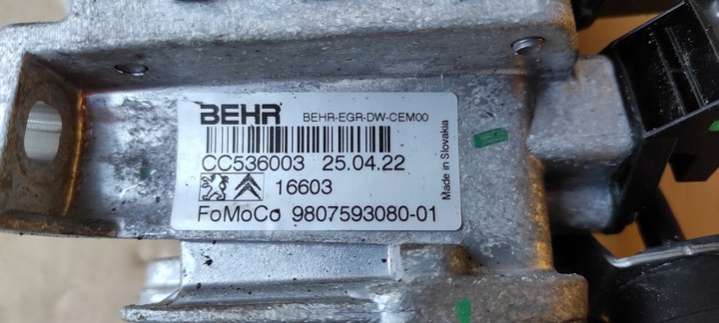 BEHR BEHR-EGR-DW-CEM00
CC536003 25.04.22
16603
FoMoCo 9807593080-01
Made in Slovakia